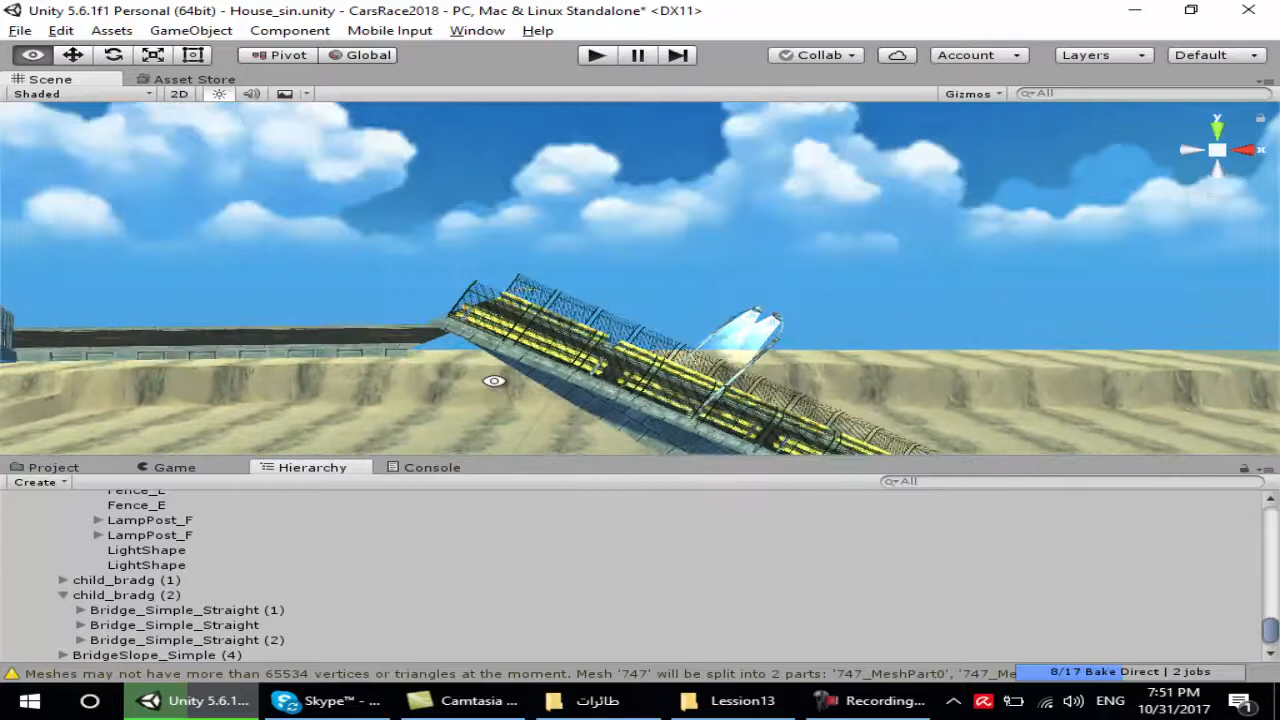 Unity 5.6.1f1 Personal (64bit) - House_sin.unity - CarsRace2018 - PC, Mac & Linux Standalone* <DX11>
File Edit Assets GameObject Component Mobile Input Window Help
Pivot Global Collab Account Layers Default
Scene Asset Store
Shaded 2D Gizmos All
y
x
Project Game Hierarchy Console
Create All
Fence_E
Fence_E
LampPost_F
LampPost_F
LightShape
LightShape
child_bradg (1)
child_bradg (2)
Bridge_Simple_Straight (1)
Bridge_Simple_Straight
Bridge_Simple_Straight (2)
BridgeSlope_Simple (4)
Meshes may not have more than 65534 vertices or triangles at the moment. Mesh '747' will be split into 2 parts: '747_MeshPart0', '747_Me
8/17 Bake Direct | 2 jobs
Unity 5.6.1... Skype™ - ... Camtasia ... طائرات Lession13 Recording... ENG 7:51 PM
10/31/2017 1